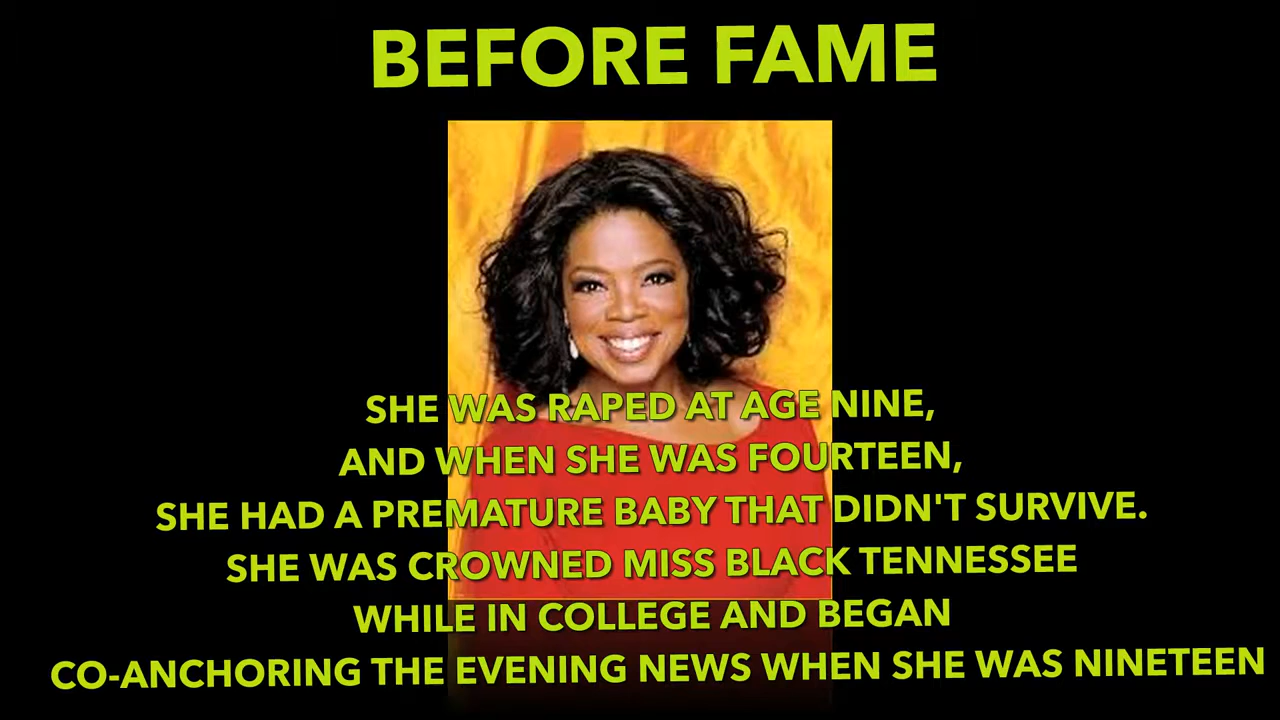 BEFORE FAME
SHE WAS RAPED AT AGE NINE,
AND WHEN SHE WAS FOURTEEN,
SHE HAD A PREMATURE BABY THAT DIDN'T SURVIVE.
SHE WAS CROWNED MISS BLACK TENNESSEE
WHILE IN COLLEGE AND BEGAN
CO-ANCHORING THE EVENING NEWS WHEN SHE WAS NINETEEN